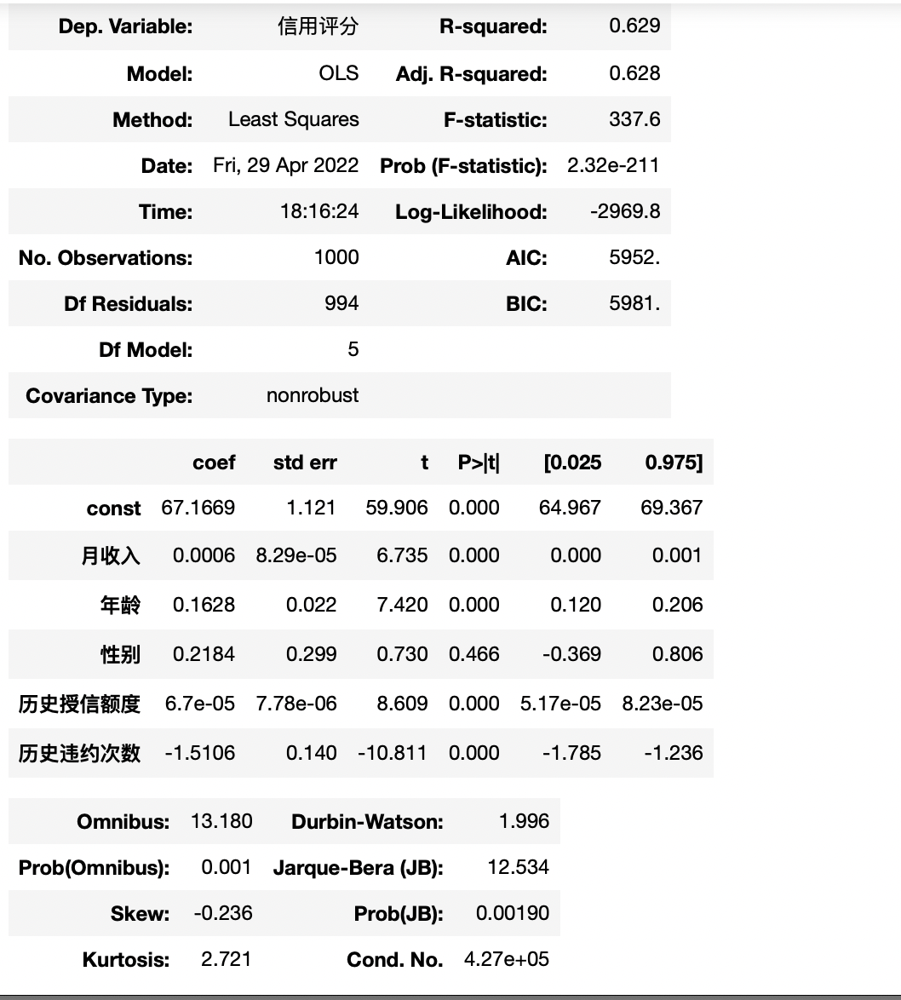 Dep. Variable: 信用评分 R-squared: 0.629
Model: OLS Adj. R-squared: 0.628
Method: Least Squares F-statistic: 337.6
Date: Fri, 29 Apr 2022 Prob (F-statistic): 2.32e-211
Time: 18:16:24 Log-Likelihood: -2969.8
No. Observations: 1000 AIC: 5952.
Df Residuals: 994 BIC: 5981.
Df Model: 5
Covariance Type: nonrobust
coef std err t P>|t| [0.025 0.975]
const 67.1669 1.121 59.906 0.000 64.967 69.367
月收入 0.0006 8.29e-05 6.735 0.000 0.000 0.001
年龄 0.1628 0.022 7.420 0.000 0.120 0.206
性别 0.2184 0.299 0.730 0.466 -0.369 0.806
历史授信额度 6.7e-05 7.78e-06 8.609 0.000 5.17e-05 8.23e-05
历史违约次数 -1.5106 0.140 -10.811 0.000 -1.785 -1.236
Omnibus: 13.180 Durbin-Watson: 1.996
Prob(Omnibus): 0.001 Jarque-Bera (JB): 12.534
Skew: -0.236 Prob(JB): 0.00190
Kurtosis: 2.721 Cond. No. 4.27e+05